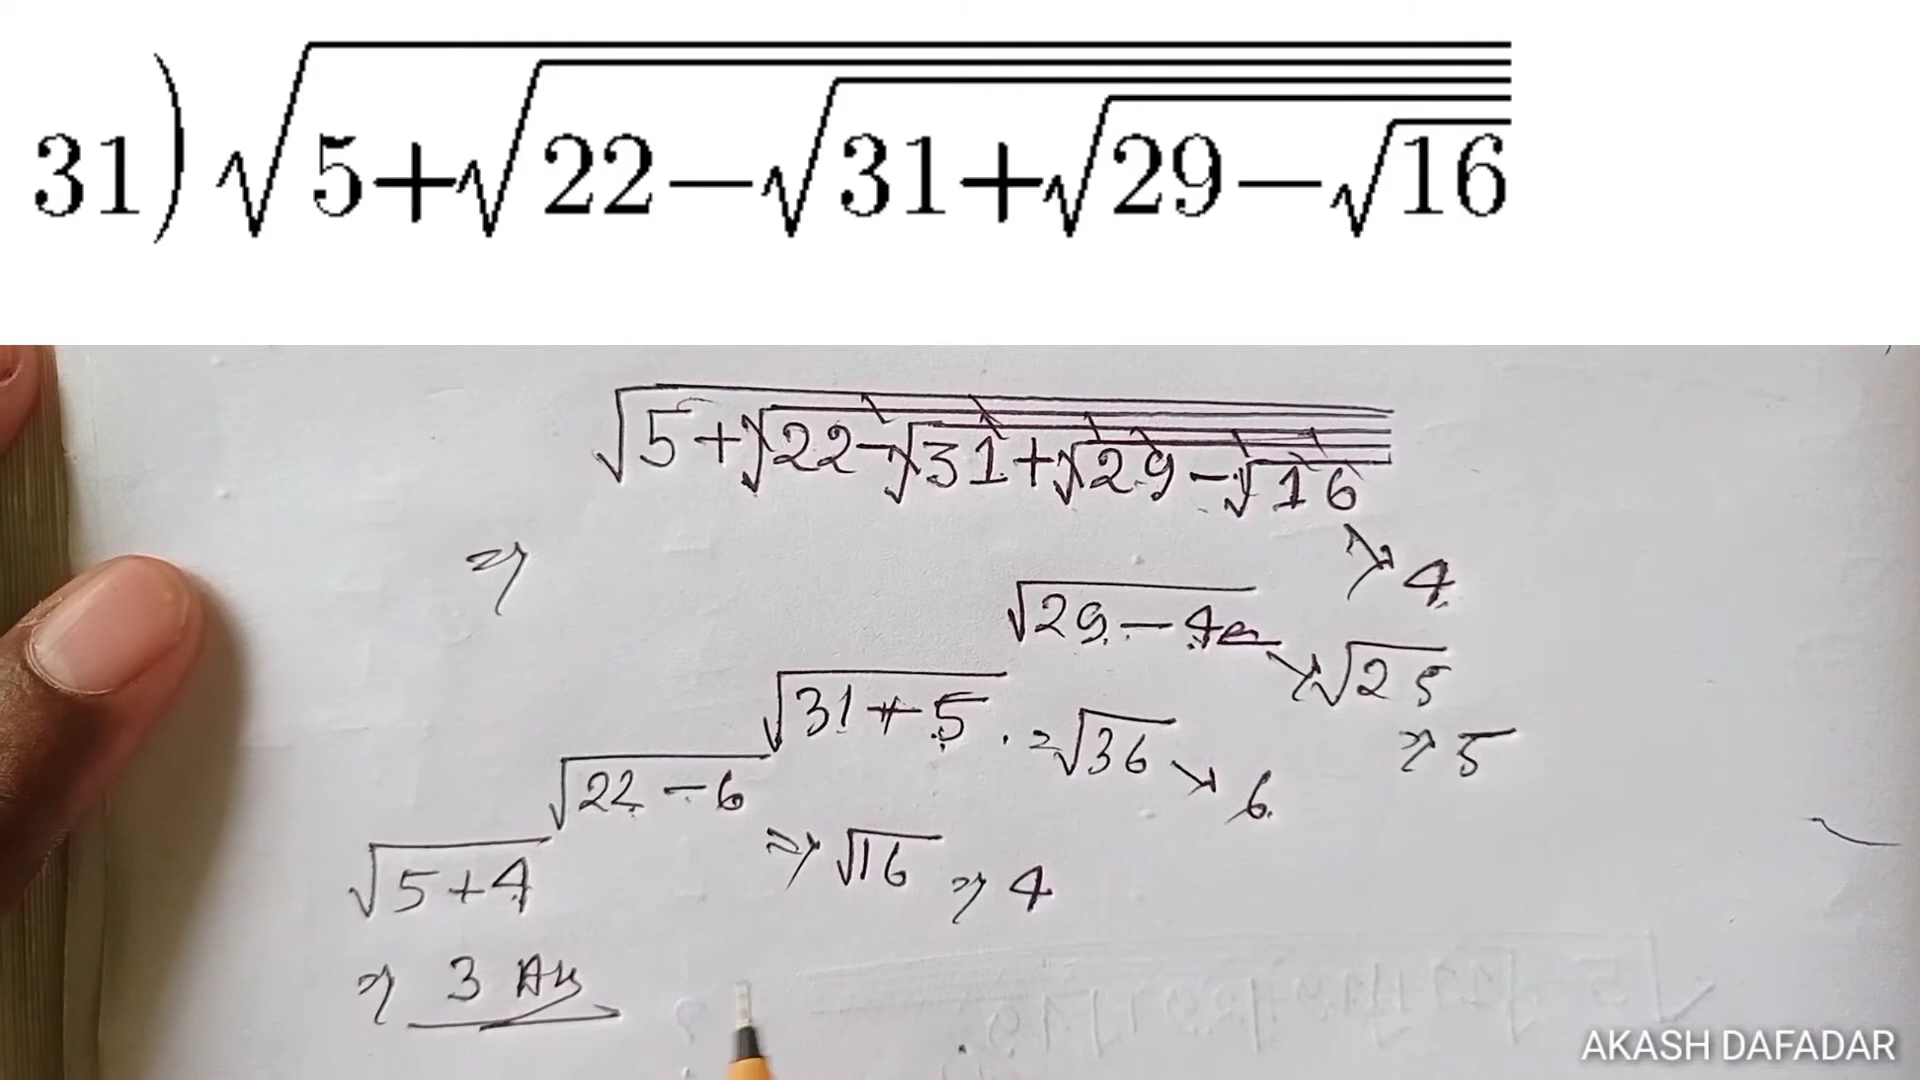 31) √5+√22−√31+√29−√16
√5+√22−√31+√29−√16
⇒ 4
√29−4 √25
⇒ 5
√31+5 . =√36 6
√22−6
⇒ √16 ⇒ 4
√5+4
⇒ 3 Ans
AKASH DAFADAR